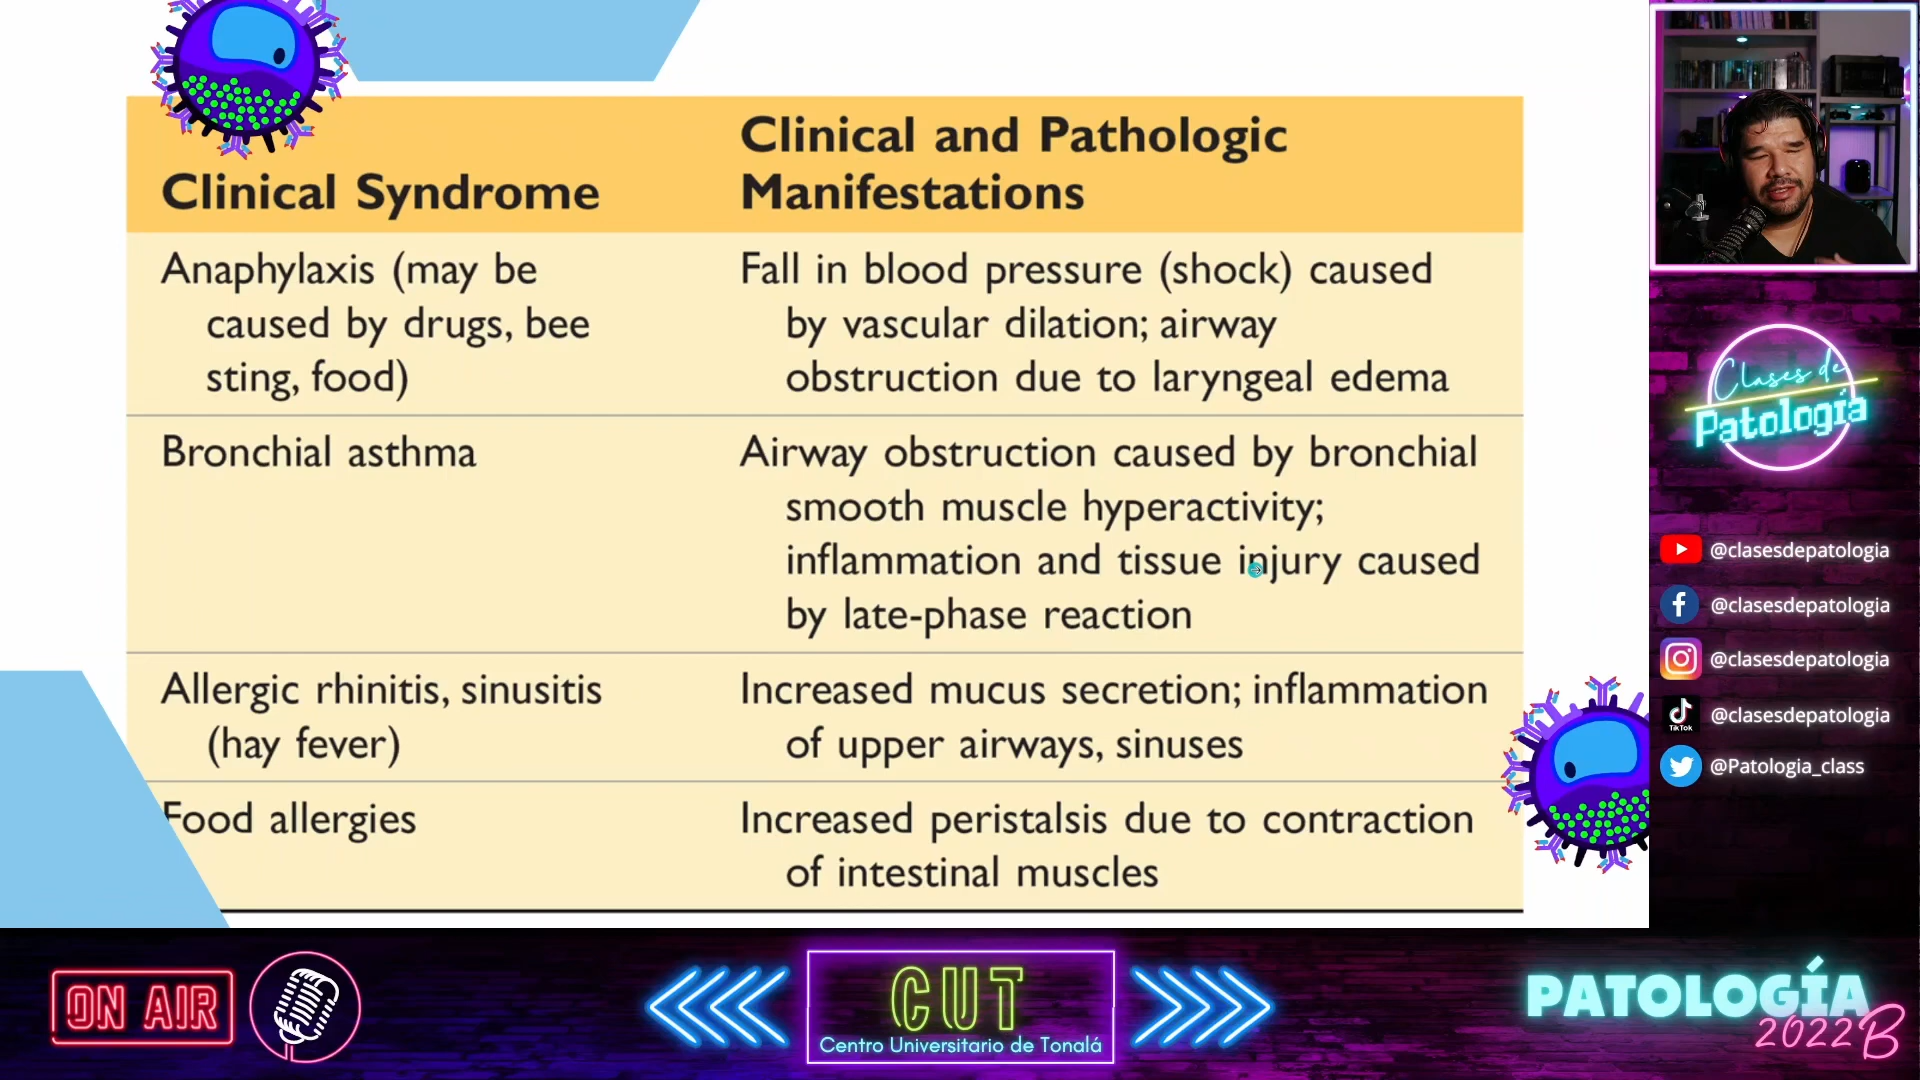 Clinical Syndrome
Clinical and Pathologic
Manifestations
Anaphylaxis (may be
caused by drugs, bee
sting, food)
Fall in blood pressure (shock) caused
by vascular dilation; airway
obstruction due to laryngeal edema
Bronchial asthma
Airway obstruction caused by bronchial
smooth muscle hyperactivity;
inflammation and tissue injury caused
by late-phase reaction
Allergic rhinitis, sinusitis
(hay fever)
Increased mucus secretion; inflammation
of upper airways, sinuses
Food allergies
Increased peristalsis due to contraction
of intestinal muscles
Clases de
Patología
@clasesdepatologia
@clasesdepatologia
@clasesdepatologia
TikTok
@clasesdepatologia
@Patologia_class
ON AIR
CUT
Centro Universitario de Tonalá
PATOLOGÍA
2022B